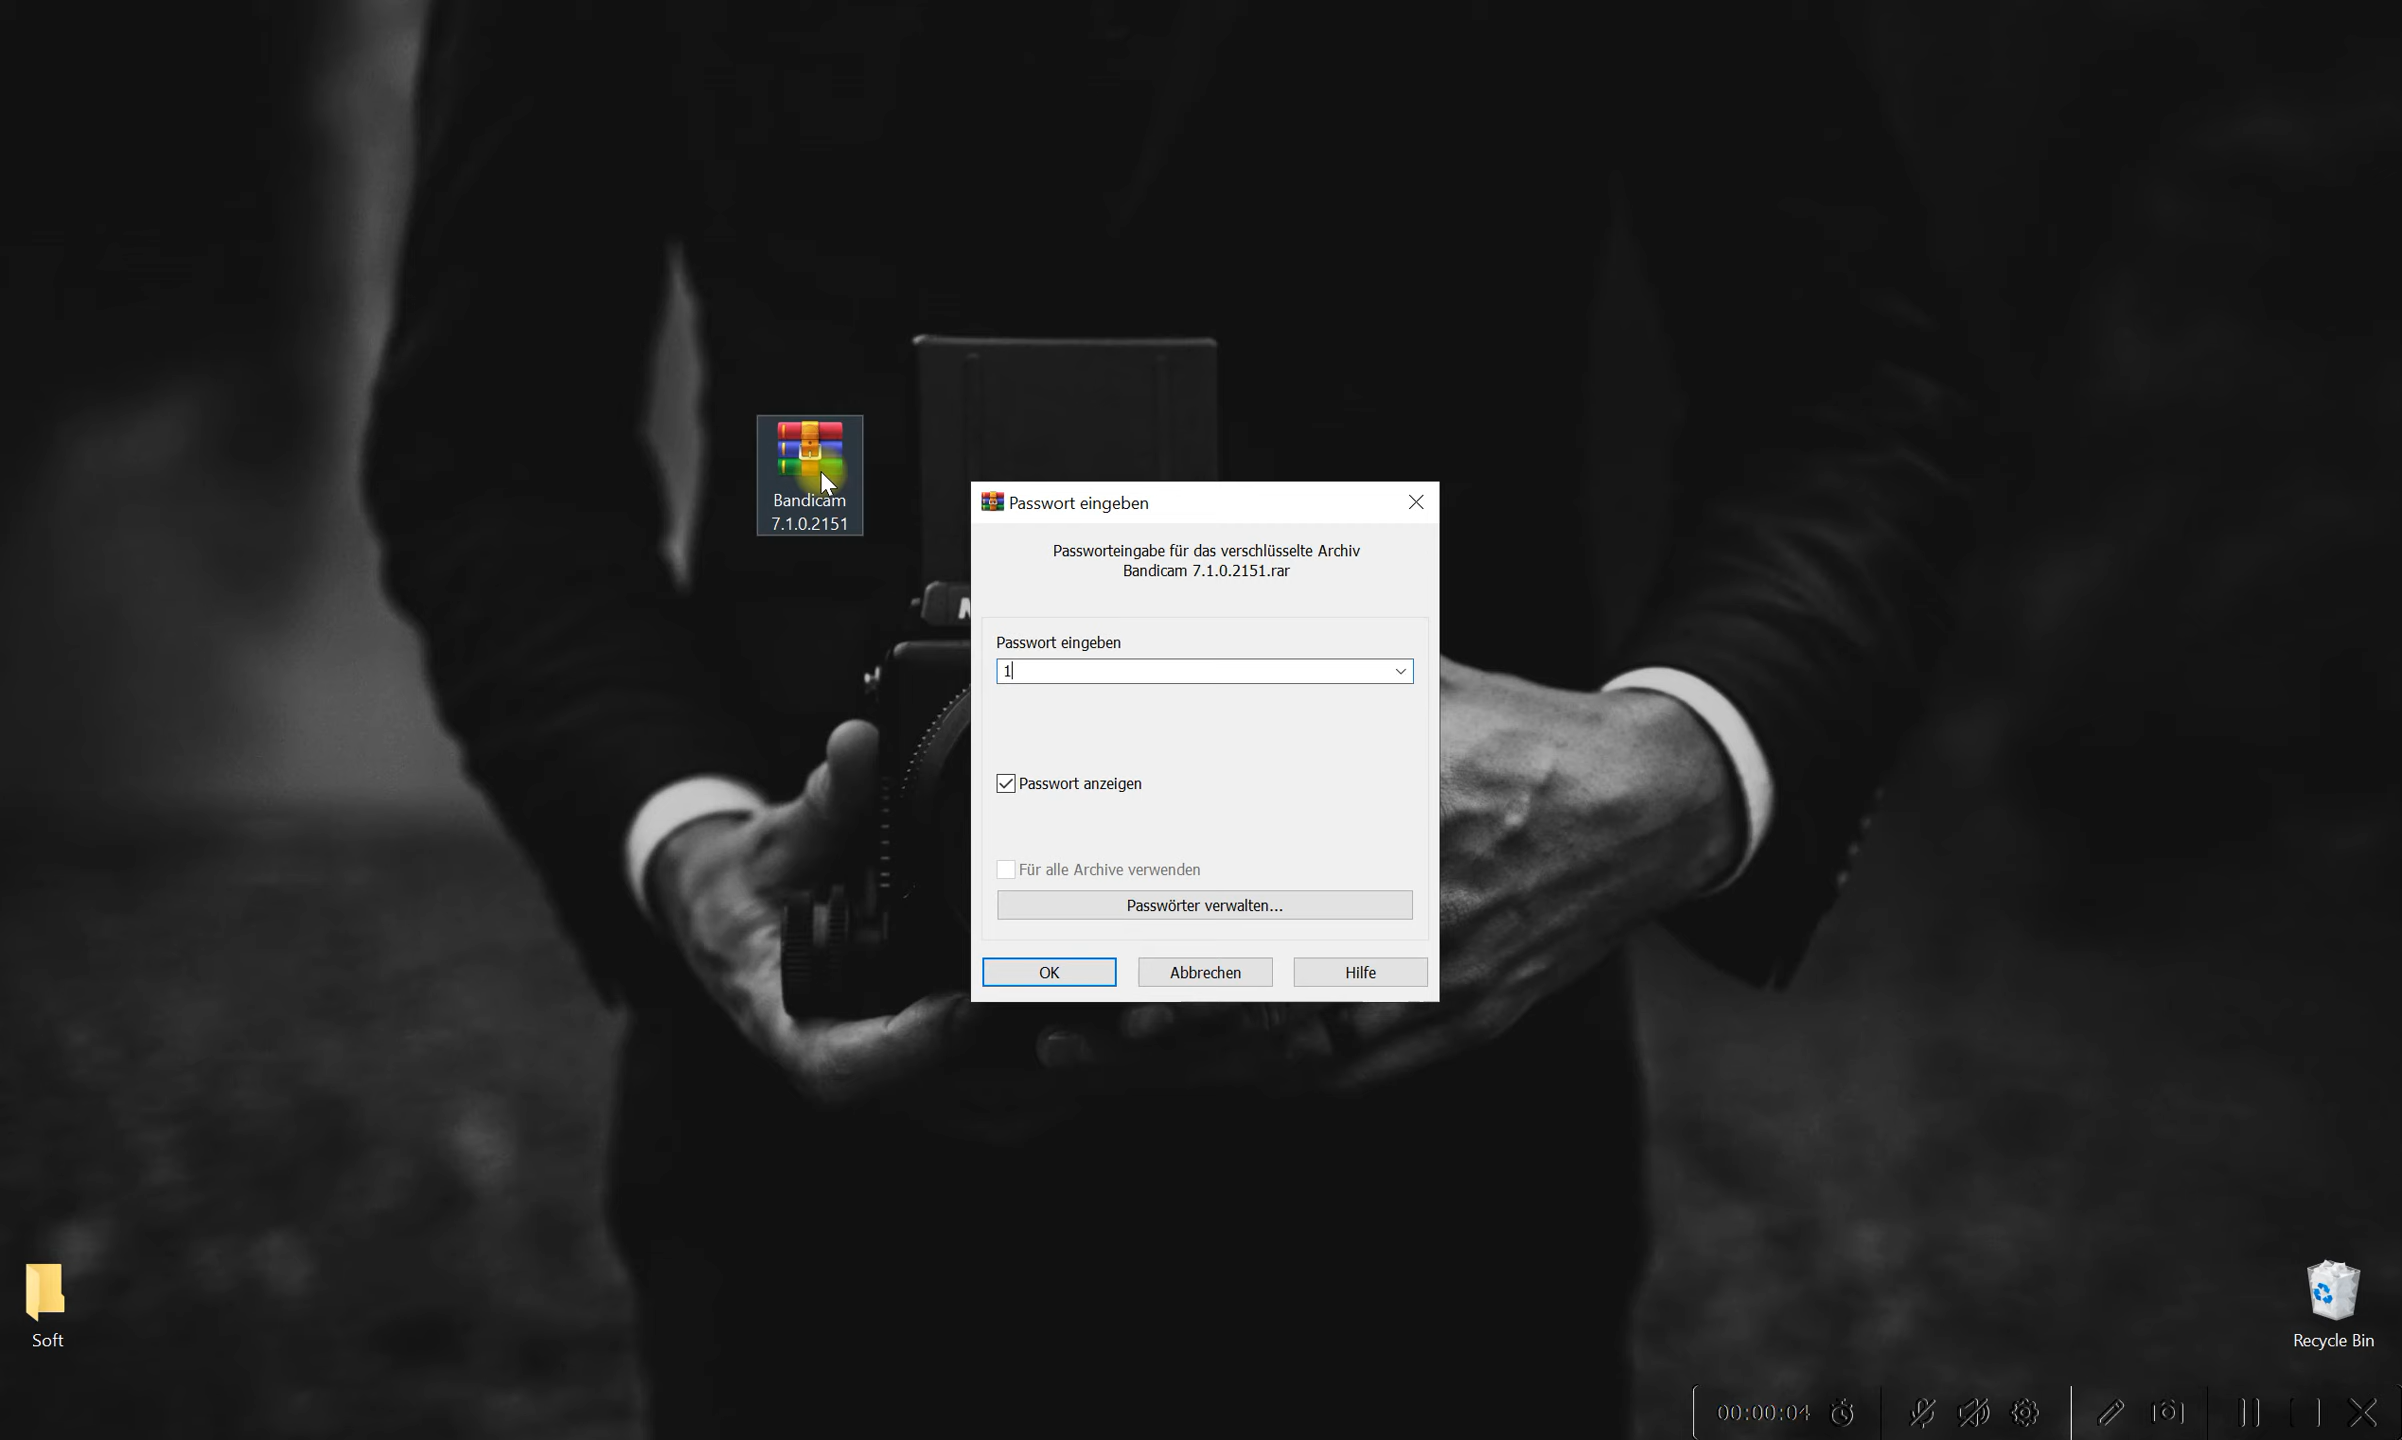 Bandicam
7.1.0.2151
Passwort eingeben
Passworteingabe für das verschlüsselte Archiv
Bandicam 7.1.0.2151.rar
Passwort eingeben
1
Passwort anzeigen
Für alle Archive verwenden
Passwörter verwalten...
OK
Abbrechen
Hilfe
Soft
Recycle Bin
00:00:04